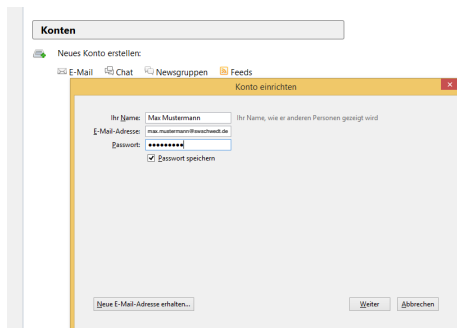 Konten
Neues Konto erstellen:
E-Mail Chat Newsgruppen Feeds
Konto einrichten
Ihr Name: Max Mustermann Ihr Name, wie er anderen Personen gezeigt wird
E-Mail-Adresse: max.mustermann@swschwedt.de
Passwort: •••••••••
Passwort speichern
Neue E-Mail-Adresse erhalten... Weiter Abbrechen